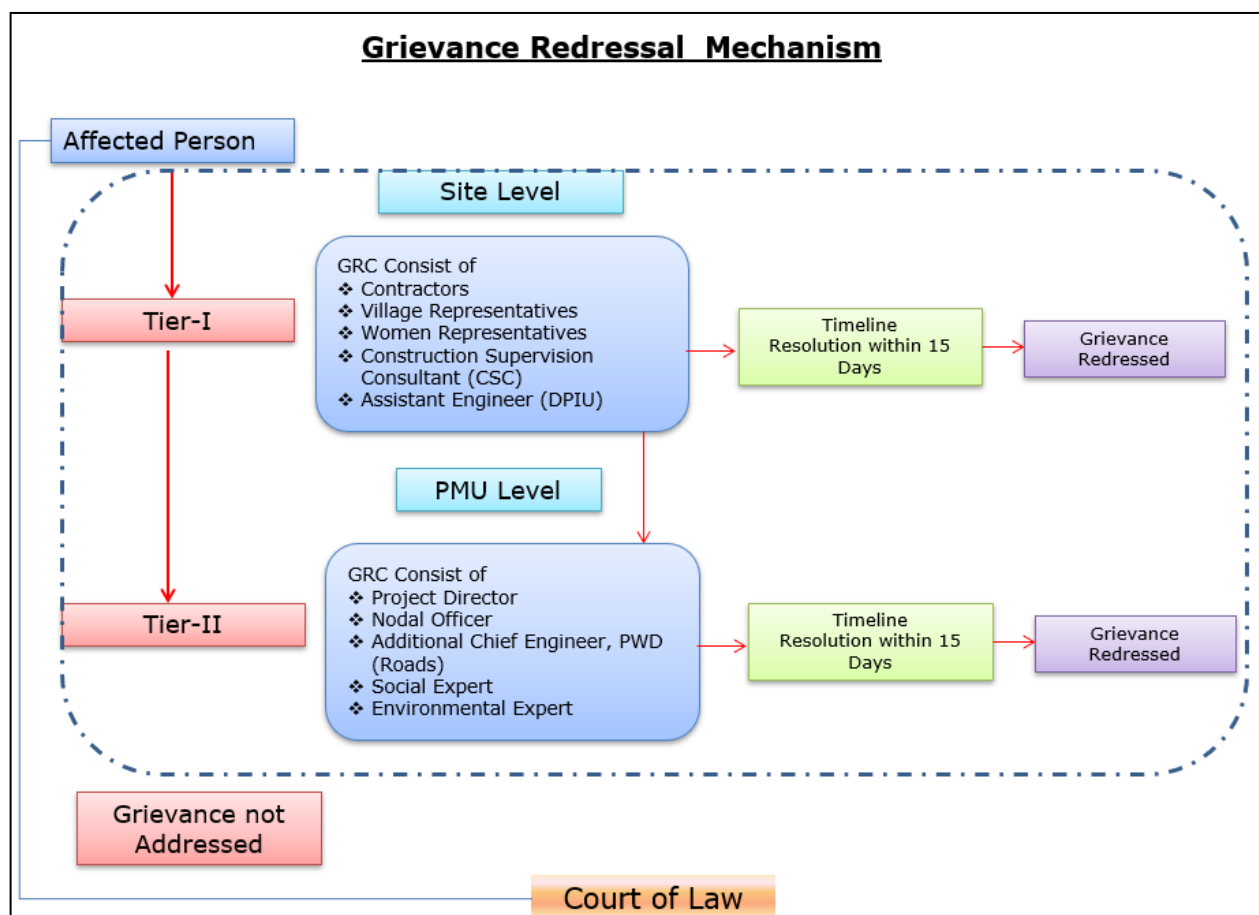 Grievance Redressal Mechanism
Affected Person
Site Level
GRC Consist of
❖ Contractors
❖ Village Representatives
❖ Women Representatives
❖ Construction Supervision
Consultant (CSC)
❖ Assistant Engineer (DPIU)
Tier-I
Timeline
Resolution within 15
Days
Grievance
Redressed
PMU Level
GRC Consist of
❖ Project Director
❖ Nodal Officer
❖ Additional Chief Engineer, PWD
(Roads)
❖ Social Expert
❖ Environmental Expert
Tier-II
Timeline
Resolution within 15
Days
Grievance
Redressed
Grievance not
Addressed
Court of Law